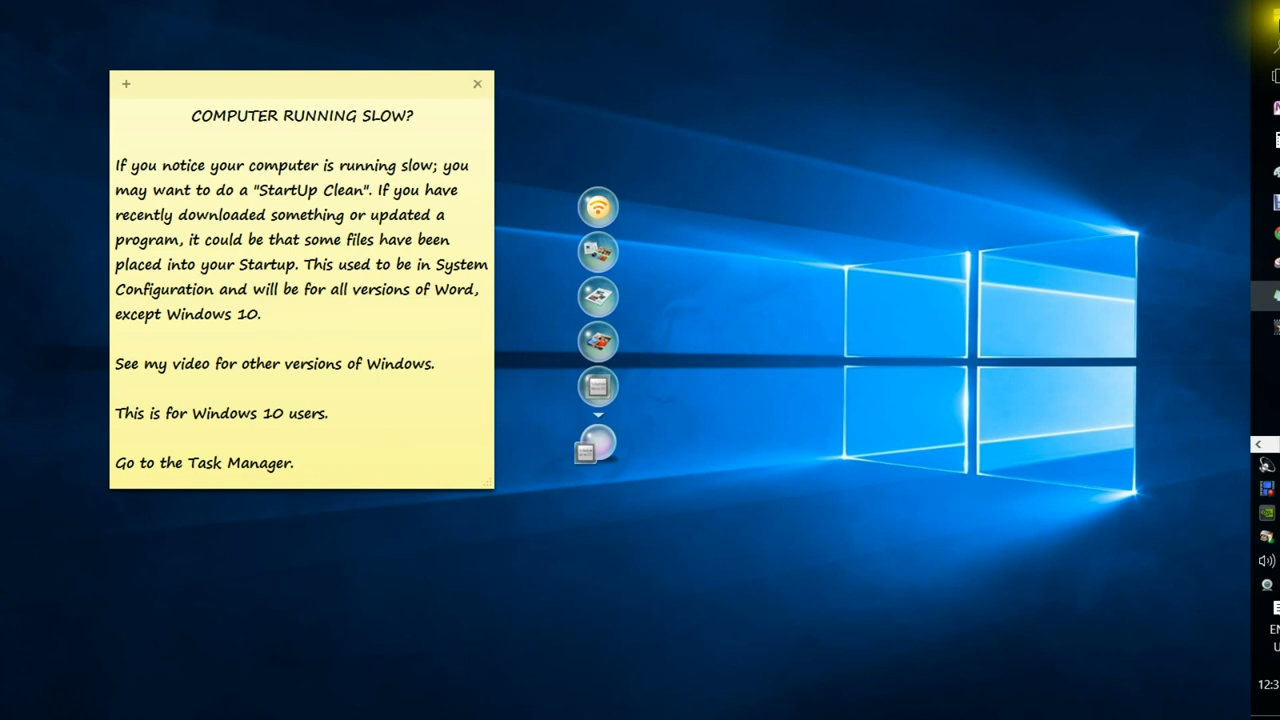 COMPUTER RUNNING SLOW?
If you notice your computer is running slow; you
may want to do a "StartUp Clean". If you have
recently downloaded something or updated a
program, it could be that some files have been
placed into your Startup. This used to be in System
Configuration and will be for all versions of Word,
except Windows 10.
See my video for other versions of Windows.
This is for Windows 10 users.
Go to the Task Manager.